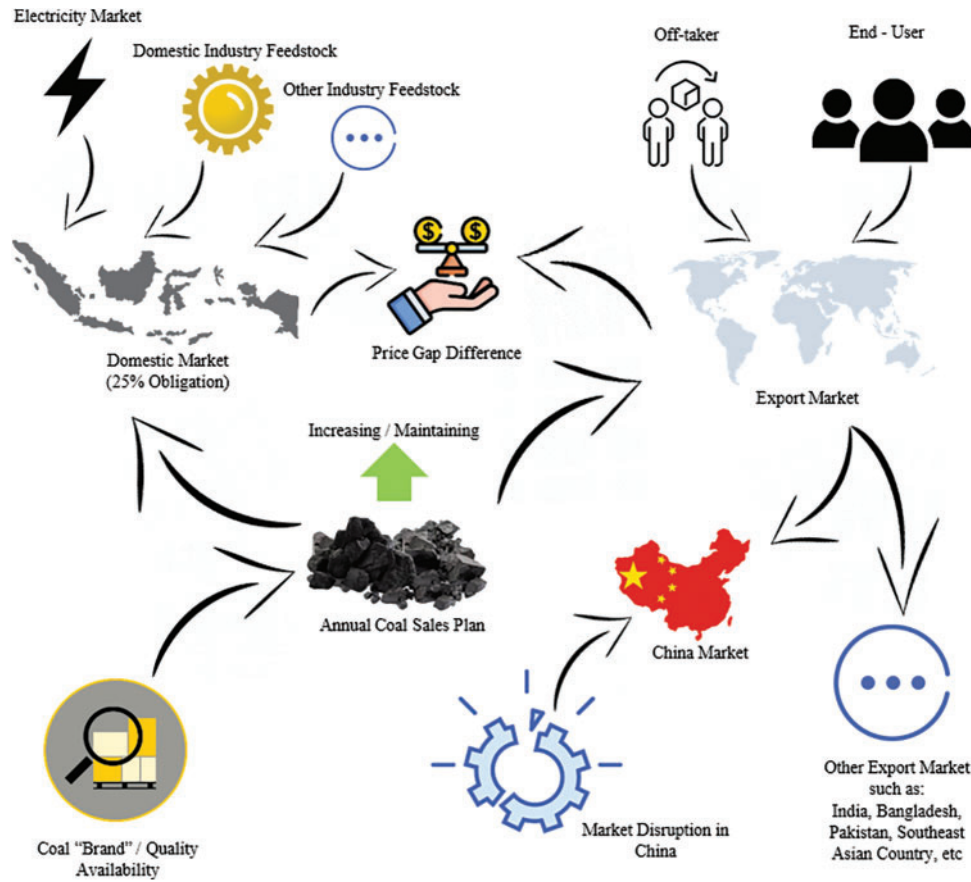 Electricity Market
Domestic Industry Feedstock
Other Industry Feedstock
Off-taker
End - User
$ $
Price Gap Difference
Domestic Market
(25% Obligation)
Export Market
Increasing / Maintaining
Annual Coal Sales Plan
China Market
Coal “Brand” / Quality
Availability
Market Disruption in
China
Other Export Market
such as:
India, Bangladesh,
Pakistan, Southeast
Asian Country, etc